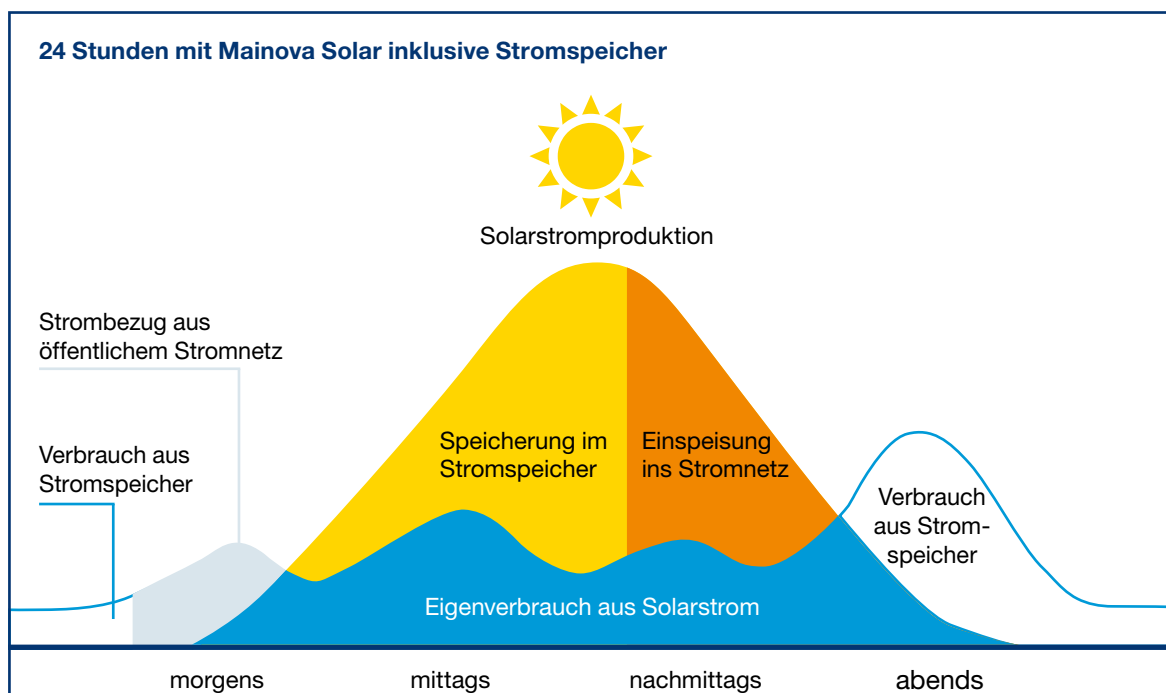 24 Stunden mit Mainova Solar inklusive Stromspeicher
Solarstromproduktion
Strombezug aus
öffentlichem Stromnetz
Verbrauch aus
Stromspeicher
Speicherung im
Stromspeicher
Einspeisung
ins Stromnetz
Verbrauch
aus Strom-
speicher
Eigenverbrauch aus Solarstrom
morgens
mittags
nachmittags
abends